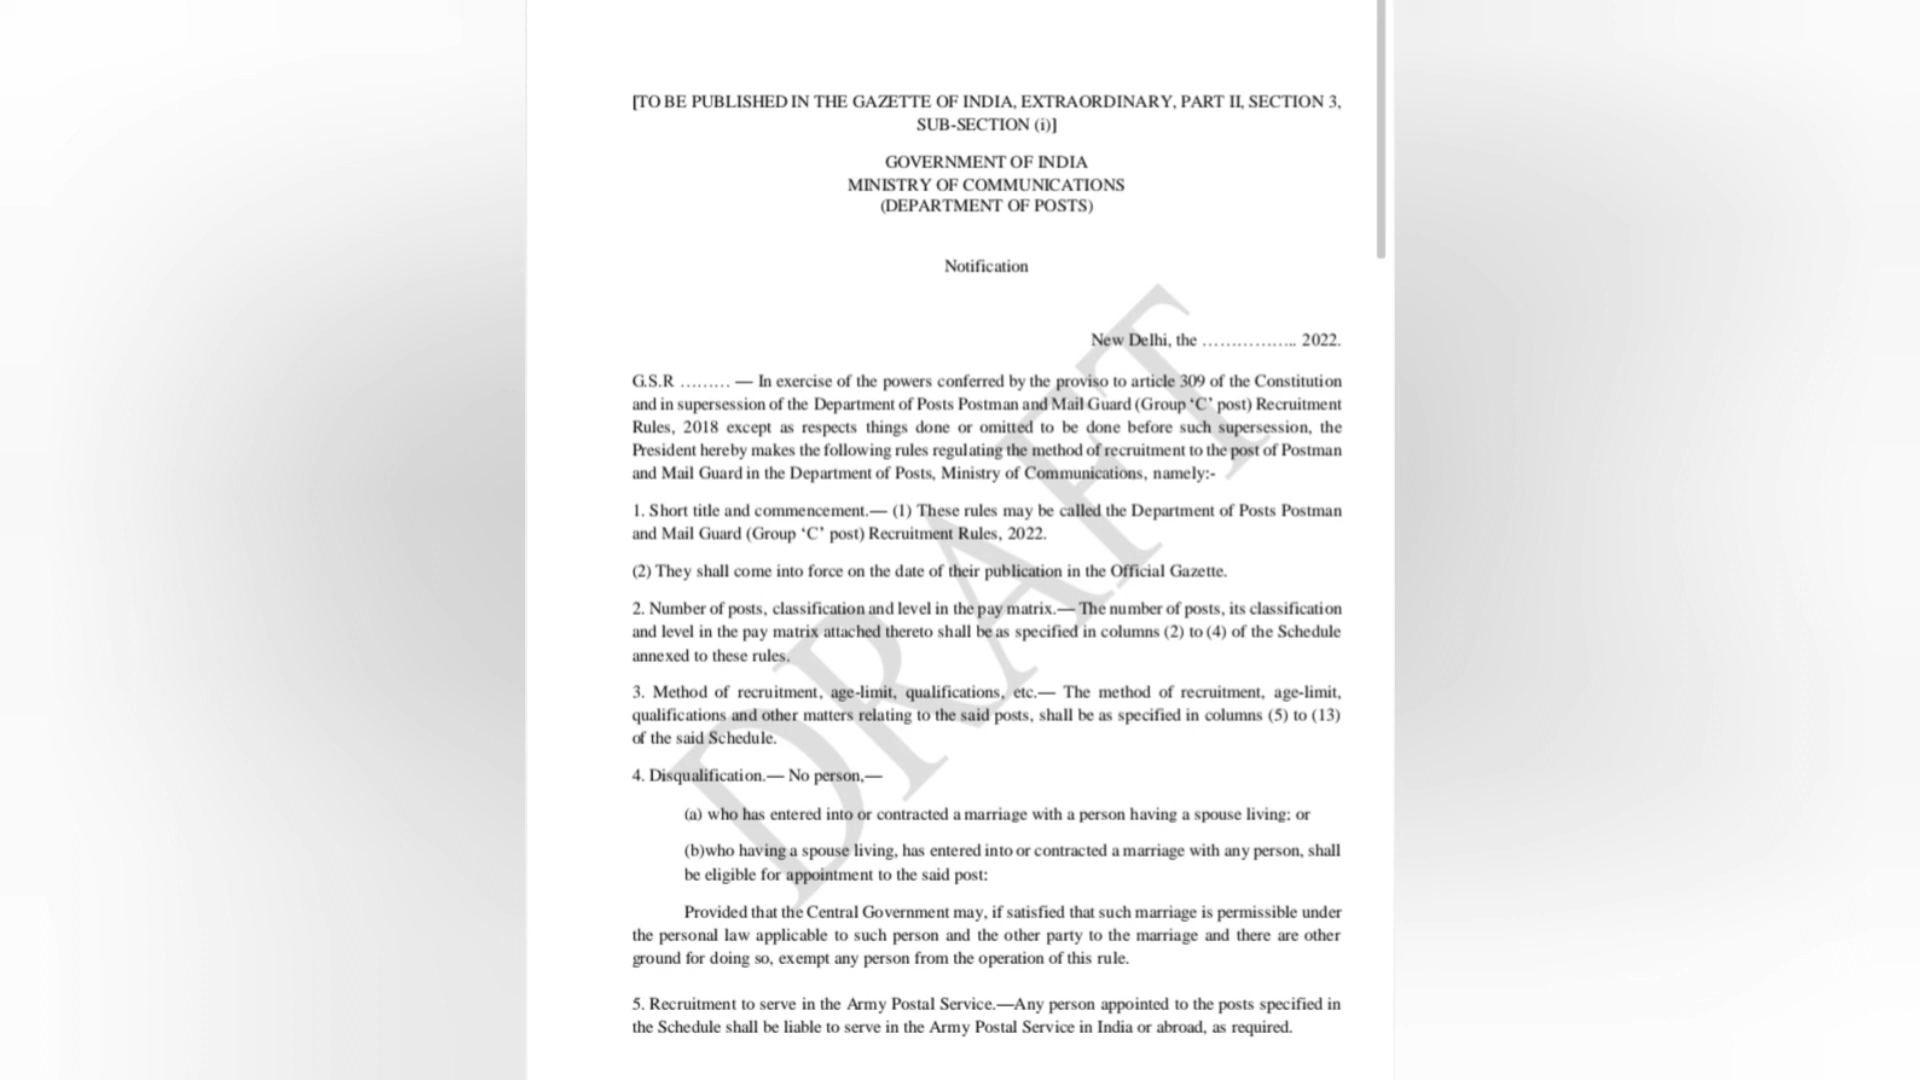 [TO BE PUBLISHED IN THE GAZETTE OF INDIA, EXTRAORDINARY, PART II, SECTION 3,
SUB-SECTION (i)]
GOVERNMENT OF INDIA
MINISTRY OF COMMUNICATIONS
(DEPARTMENT OF POSTS)
Notification
New Delhi, the ................ 2022.
G.S.R ......... — In exercise of the powers conferred by the proviso to article 309 of the Constitution
and in supersession of the Department of Posts Postman and Mail Guard (Group ‘C’ post) Recruitment
Rules, 2018 except as respects things done or omitted to be done before such supersession, the
President hereby makes the following rules regulating the method of recruitment to the post of Postman
and Mail Guard in the Department of Posts, Ministry of Communications, namely:-
1. Short title and commencement.— (1) These rules may be called the Department of Posts Postman
and Mail Guard (Group ‘C’ post) Recruitment Rules, 2022.
(2) They shall come into force on the date of their publication in the Official Gazette.
2. Number of posts, classification and level in the pay matrix.— The number of posts, its classification
and level in the pay matrix attached thereto shall be as specified in columns (2) to (4) of the Schedule
annexed to these rules.
3. Method of recruitment, age-limit, qualifications, etc.— The method of recruitment, age-limit,
qualifications and other matters relating to the said posts, shall be as specified in columns (5) to (13)
of the said Schedule.
4. Disqualification.— No person,—
(a) who has entered into or contracted a marriage with a person having a spouse living; or
(b)who having a spouse living, has entered into or contracted a marriage with any person, shall
be eligible for appointment to the said post:
Provided that the Central Government may, if satisfied that such marriage is permissible under
the personal law applicable to such person and the other party to the marriage and there are other
ground for doing so, exempt any person from the operation of this rule.
5. Recruitment to serve in the Army Postal Service.—Any person appointed to the posts specified in
the Schedule shall be liable to serve in the Army Postal Service in India or abroad, as required.
DRAFT